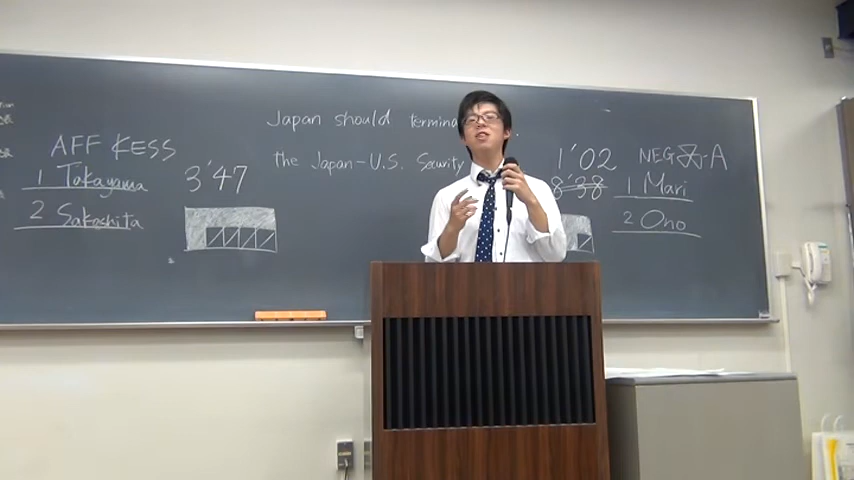 Japan should
the Japan-U.S. Security
AFF KESS
1 Takayama
2 Sakashita
3'47
1'02
8'38
NEG 又-A
1 Mari
2 Ono